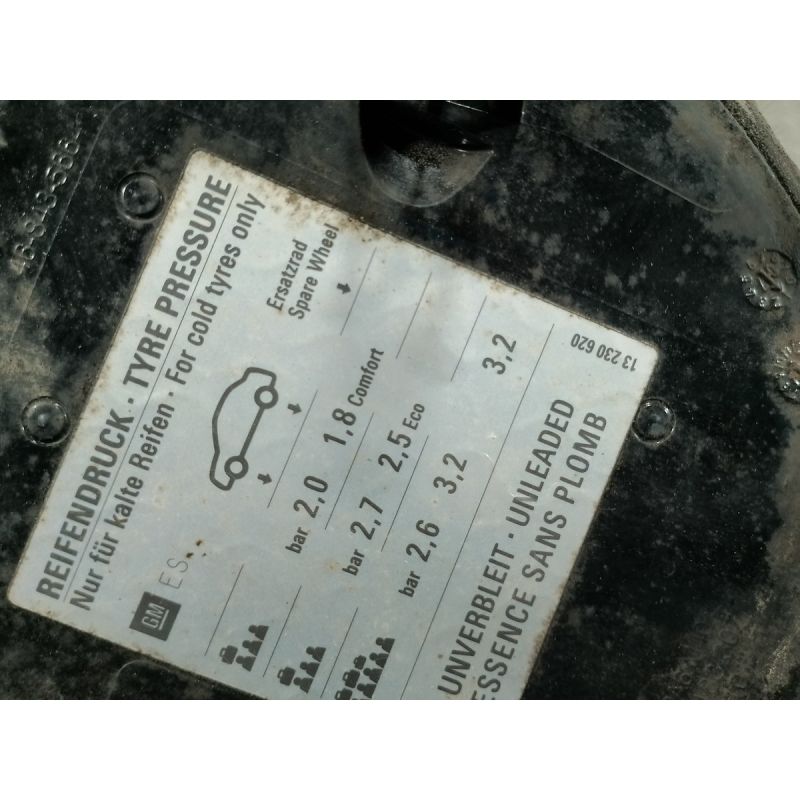 REIFENDRUCK · TYRE PRESSURE
Nur für kalte Reifen · For cold tyres only
GM ES
Ersatzrad
Spare Wheel
bar 2,0 1,8 Comfort
bar 2,7 2,5 Eco
bar 2,6 3,2 3,2
UNVERBLEIT · UNLEADED
ESSENCE SANS PLOMB
13 230 620